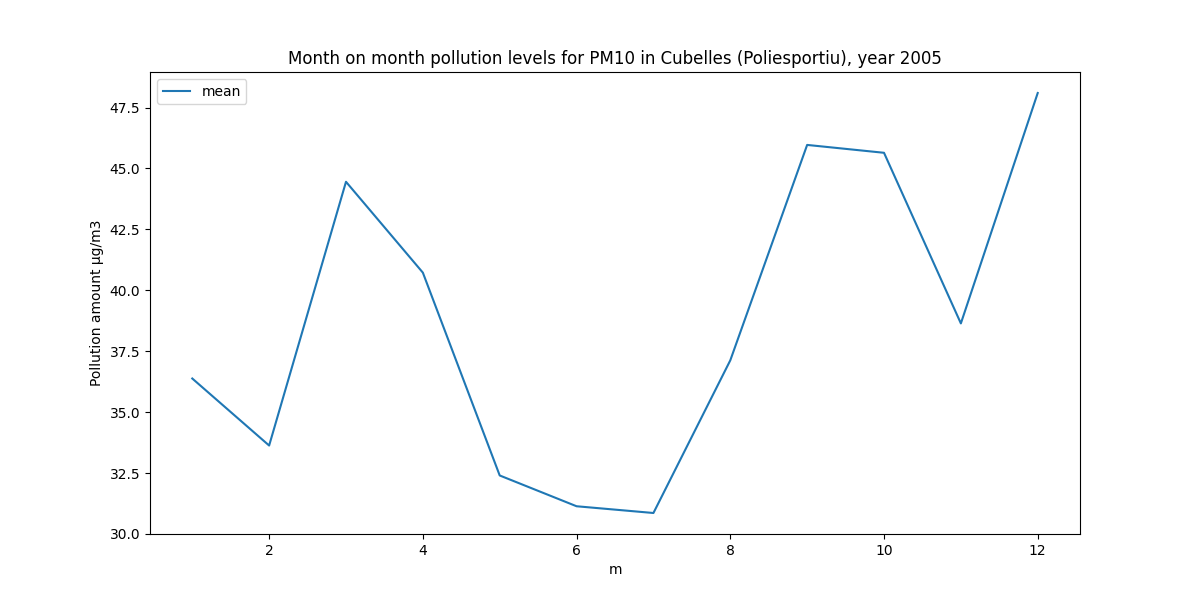 Month on month pollution levels for PM10 in Cubelles (Poliesportiu), year 2005
mean
Pollution amount µg/m3
47.5
45.0
42.5
40.0
37.5
35.0
32.5
30.0
2 4 6 8 10 12
m